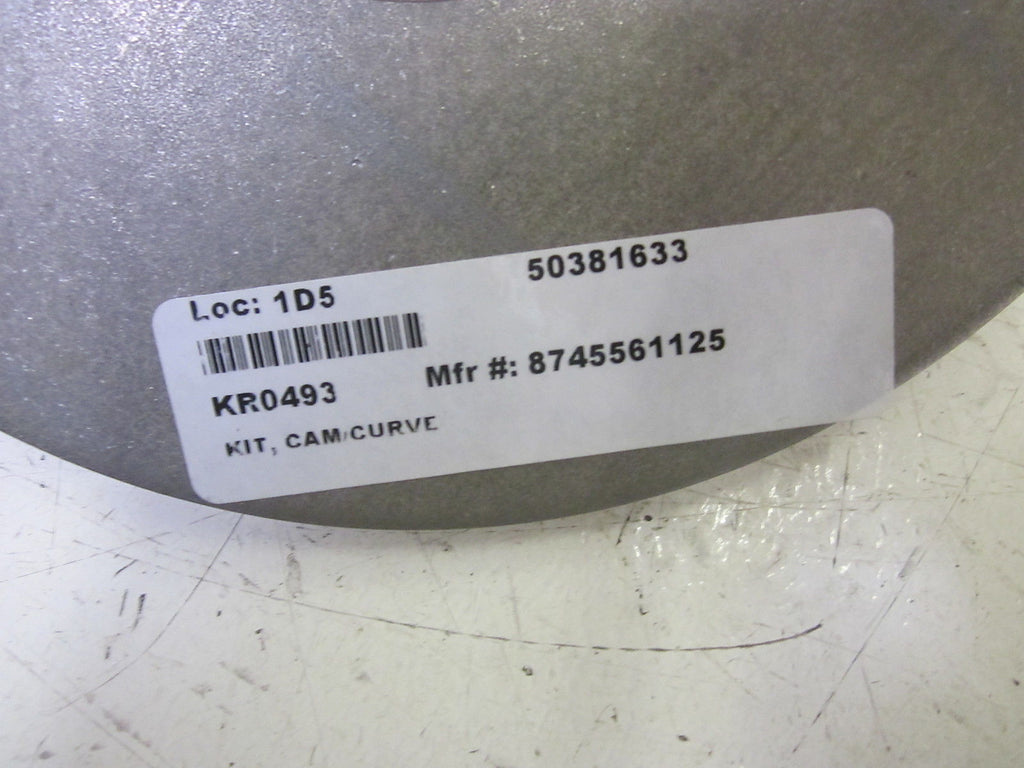 Loc: 1D5
50381633
KR0493
Mfr #: 8745561125
KIT, CAM/CURVE